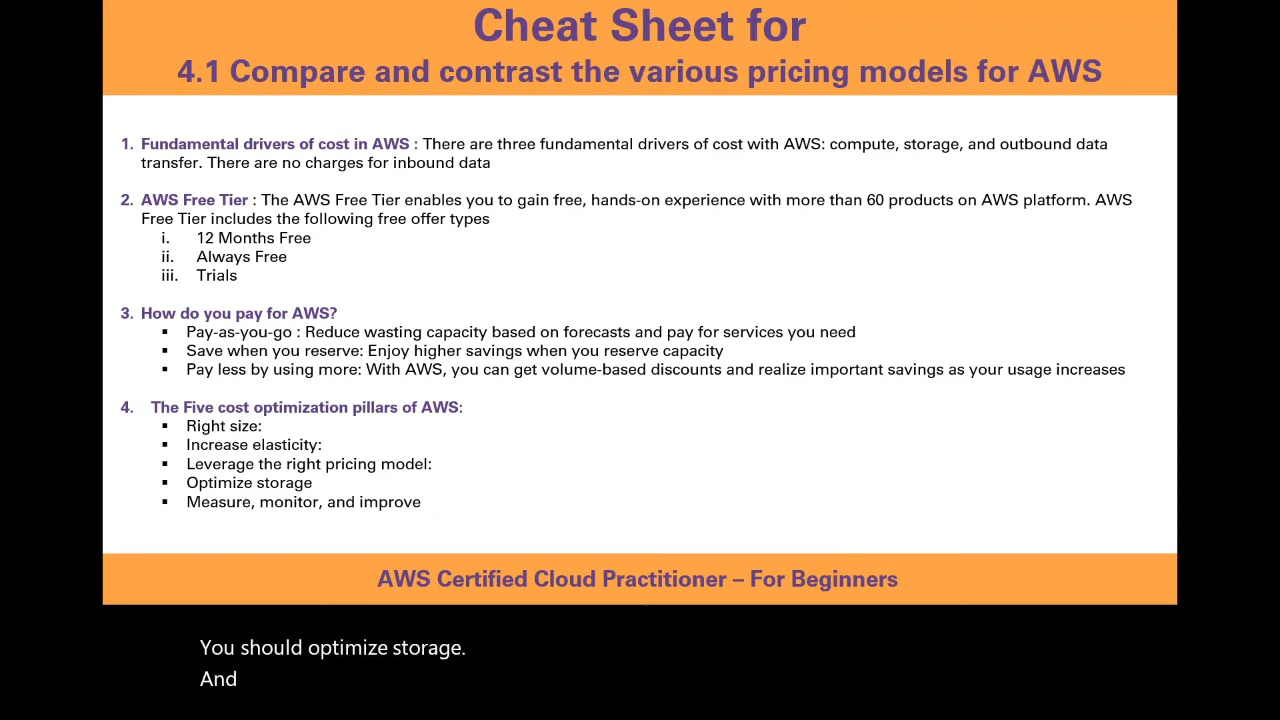 Cheat Sheet for
4.1 Compare and contrast the various pricing models for AWS
1. Fundamental drivers of cost in AWS : There are three fundamental drivers of cost with AWS: compute, storage, and outbound data
transfer. There are no charges for inbound data
2. AWS Free Tier : The AWS Free Tier enables you to gain free, hands-on experience with more than 60 products on AWS platform. AWS
Free Tier includes the following free offer types
i. 12 Months Free
ii. Always Free
iii. Trials
3. How do you pay for AWS?
▪ Pay-as-you-go : Reduce wasting capacity based on forecasts and pay for services you need
▪ Save when you reserve: Enjoy higher savings when you reserve capacity
▪ Pay less by using more: With AWS, you can get volume-based discounts and realize important savings as your usage increases
4. The Five cost optimization pillars of AWS:
▪ Right size:
▪ Increase elasticity:
▪ Leverage the right pricing model:
▪ Optimize storage
▪ Measure, monitor, and improve
AWS Certified Cloud Practitioner – For Beginners
You should optimize storage.
And